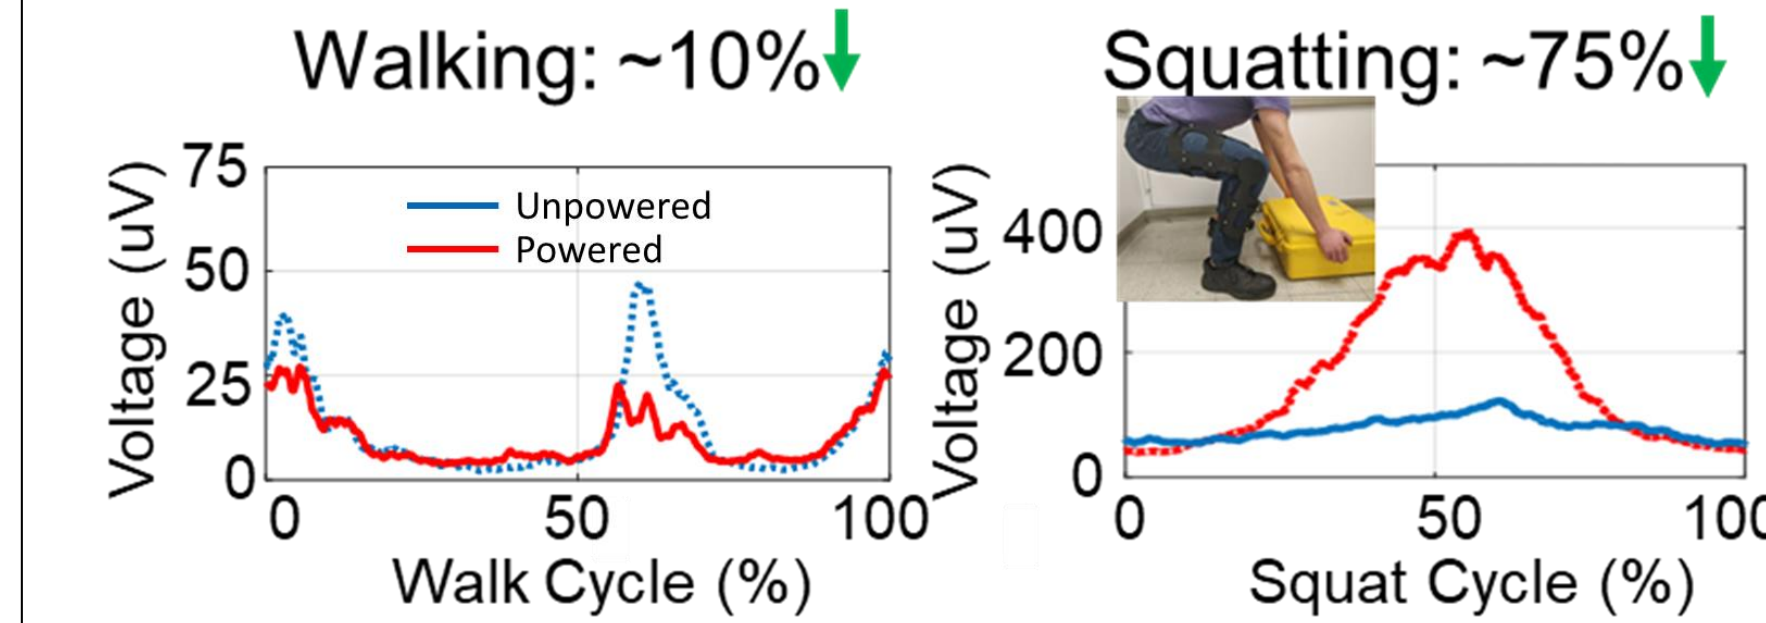 Walking: ~10%
Squatting: ~75%
Voltage (uV)
75
50
25
0
Unpowered
Powered
0 50 100
Walk Cycle (%)
Voltage (uV)
400
200
0
0 50 100
Squat Cycle (%)